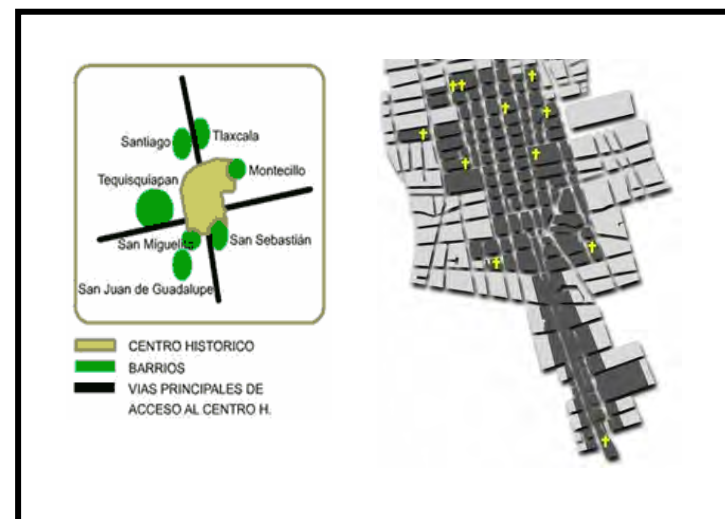 Santiago
Tlaxcala
Montecillo
Tequisquiapan
San Miguelito
San Sebastián
San Juan de Guadalupe
CENTRO HISTORICO
BARRIOS
VIAS PRINCIPALES DE
ACCESO AL CENTRO H.